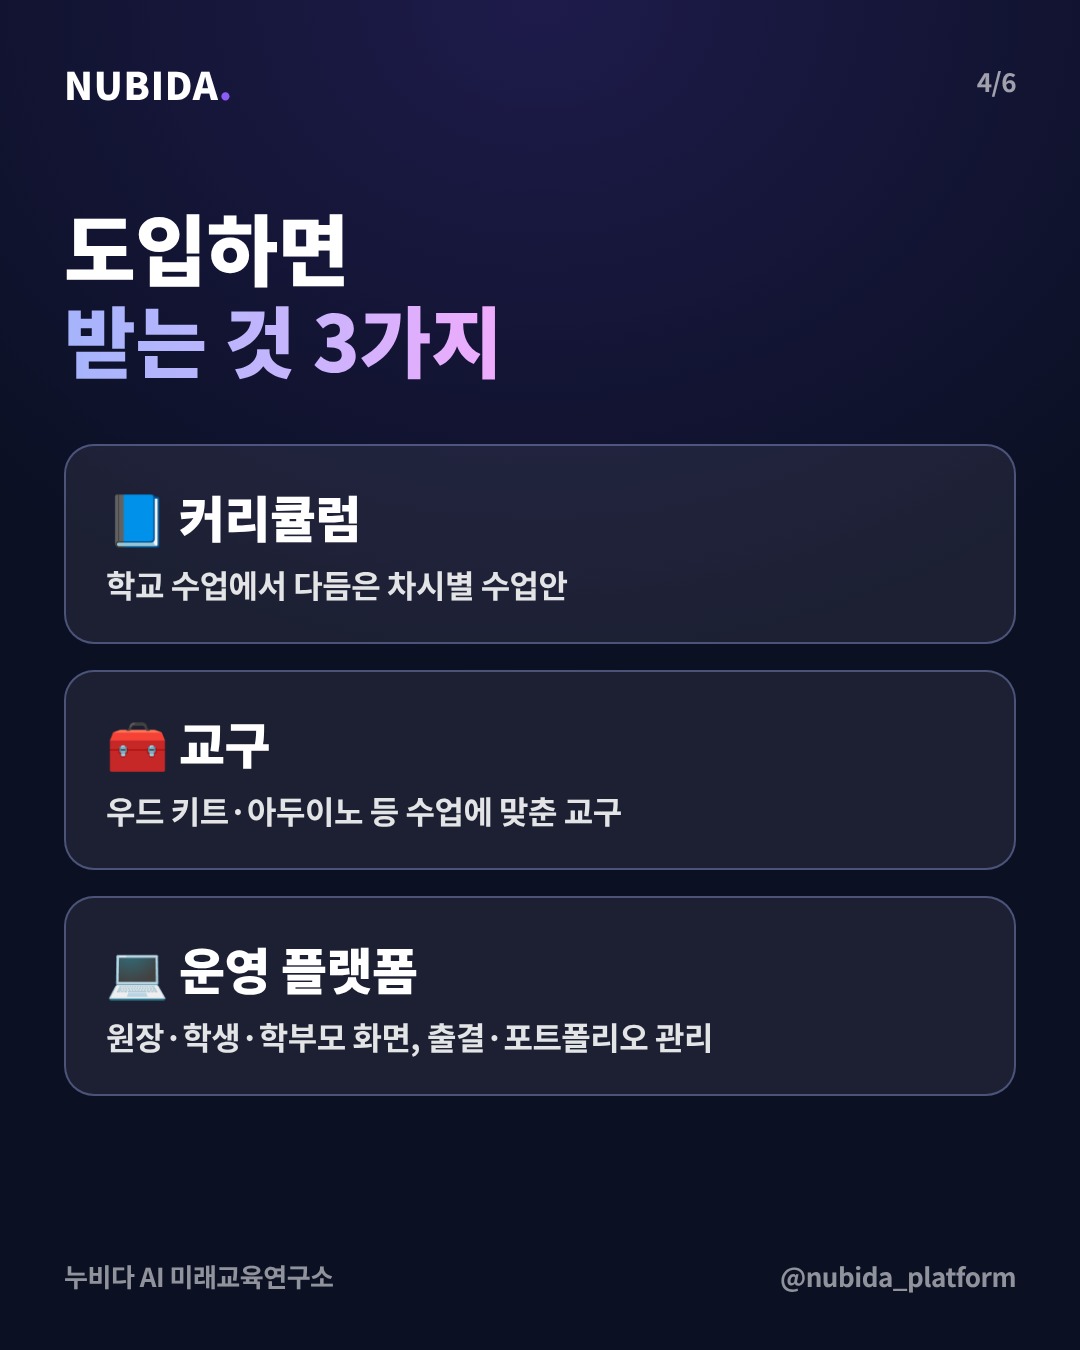 NUBIDA.
4/6
도입하면
받는 것 3가지
커리큘럼
학교 수업에서 다듬은 차시별 수업안
교구
우드 키트·아두이노 등 수업에 맞춘 교구
운영 플랫폼
원장·학생·학부모 화면, 출결·포트폴리오 관리
누비다 AI 미래교육연구소
@nubida_platform